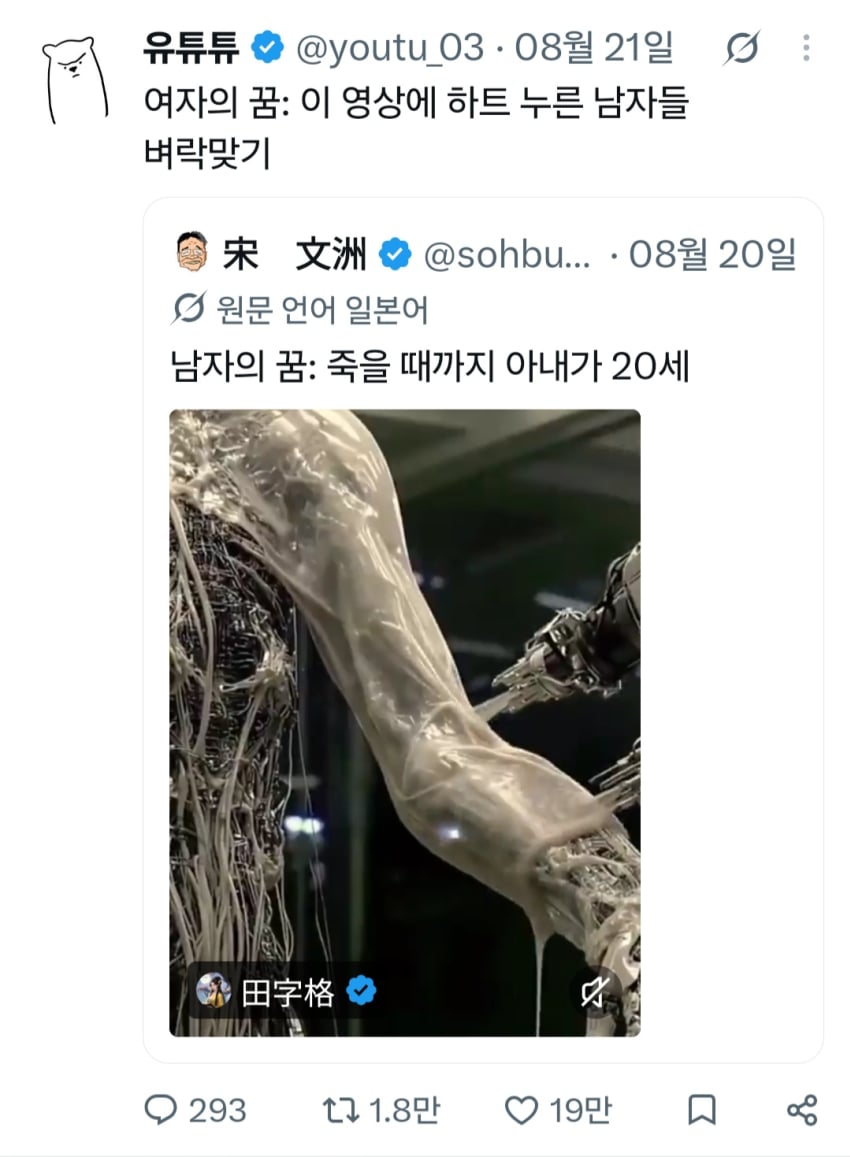 유튜튜 @youtu_03 · 08월 21일
여자의 꿈: 이 영상에 하트 누른 남자들
벼락맞기
宋　文洲 @sohbu... · 08월 20일
원문 언어 일본어
남자의 꿈: 죽을 때까지 아내가 20세
田字格
293 1.8만 19만